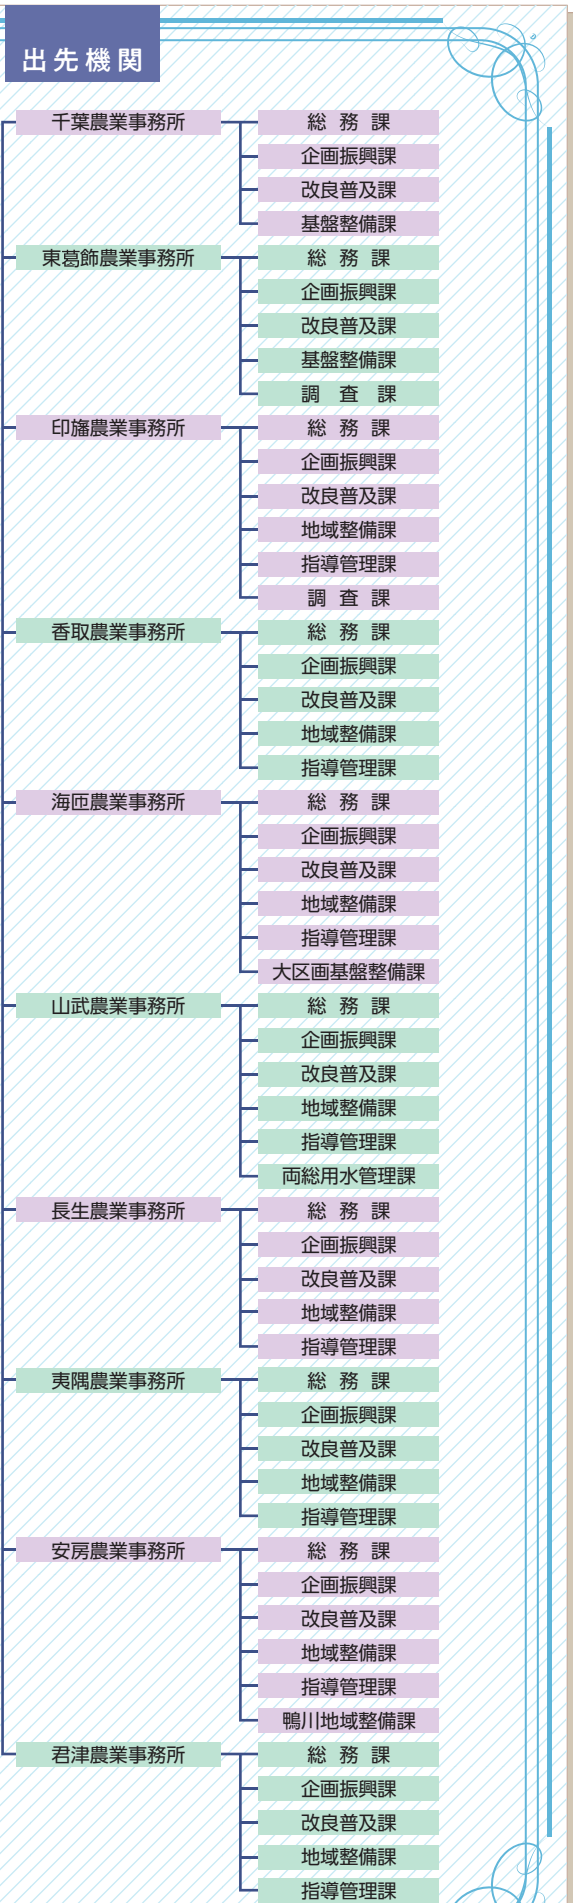 出先機関
千葉農業事務所
総務課
企画振興課
改良普及課
基盤整備課
東葛飾農業事務所
総務課
企画振興課
改良普及課
基盤整備課
調査課
印旛農業事務所
総務課
企画振興課
改良普及課
地域整備課
指導管理課
調査課
香取農業事務所
総務課
企画振興課
改良普及課
地域整備課
指導管理課
海匝農業事務所
総務課
企画振興課
改良普及課
地域整備課
指導管理課
大区画基盤整備課
山武農業事務所
総務課
企画振興課
改良普及課
地域整備課
指導管理課
両総用水管理課
長生農業事務所
総務課
企画振興課
改良普及課
地域整備課
指導管理課
夷隅農業事務所
総務課
企画振興課
改良普及課
地域整備課
指導管理課
安房農業事務所
総務課
企画振興課
改良普及課
地域整備課
指導管理課
鴨川地域整備課
君津農業事務所
総務課
企画振興課
改良普及課
地域整備課
指導管理課